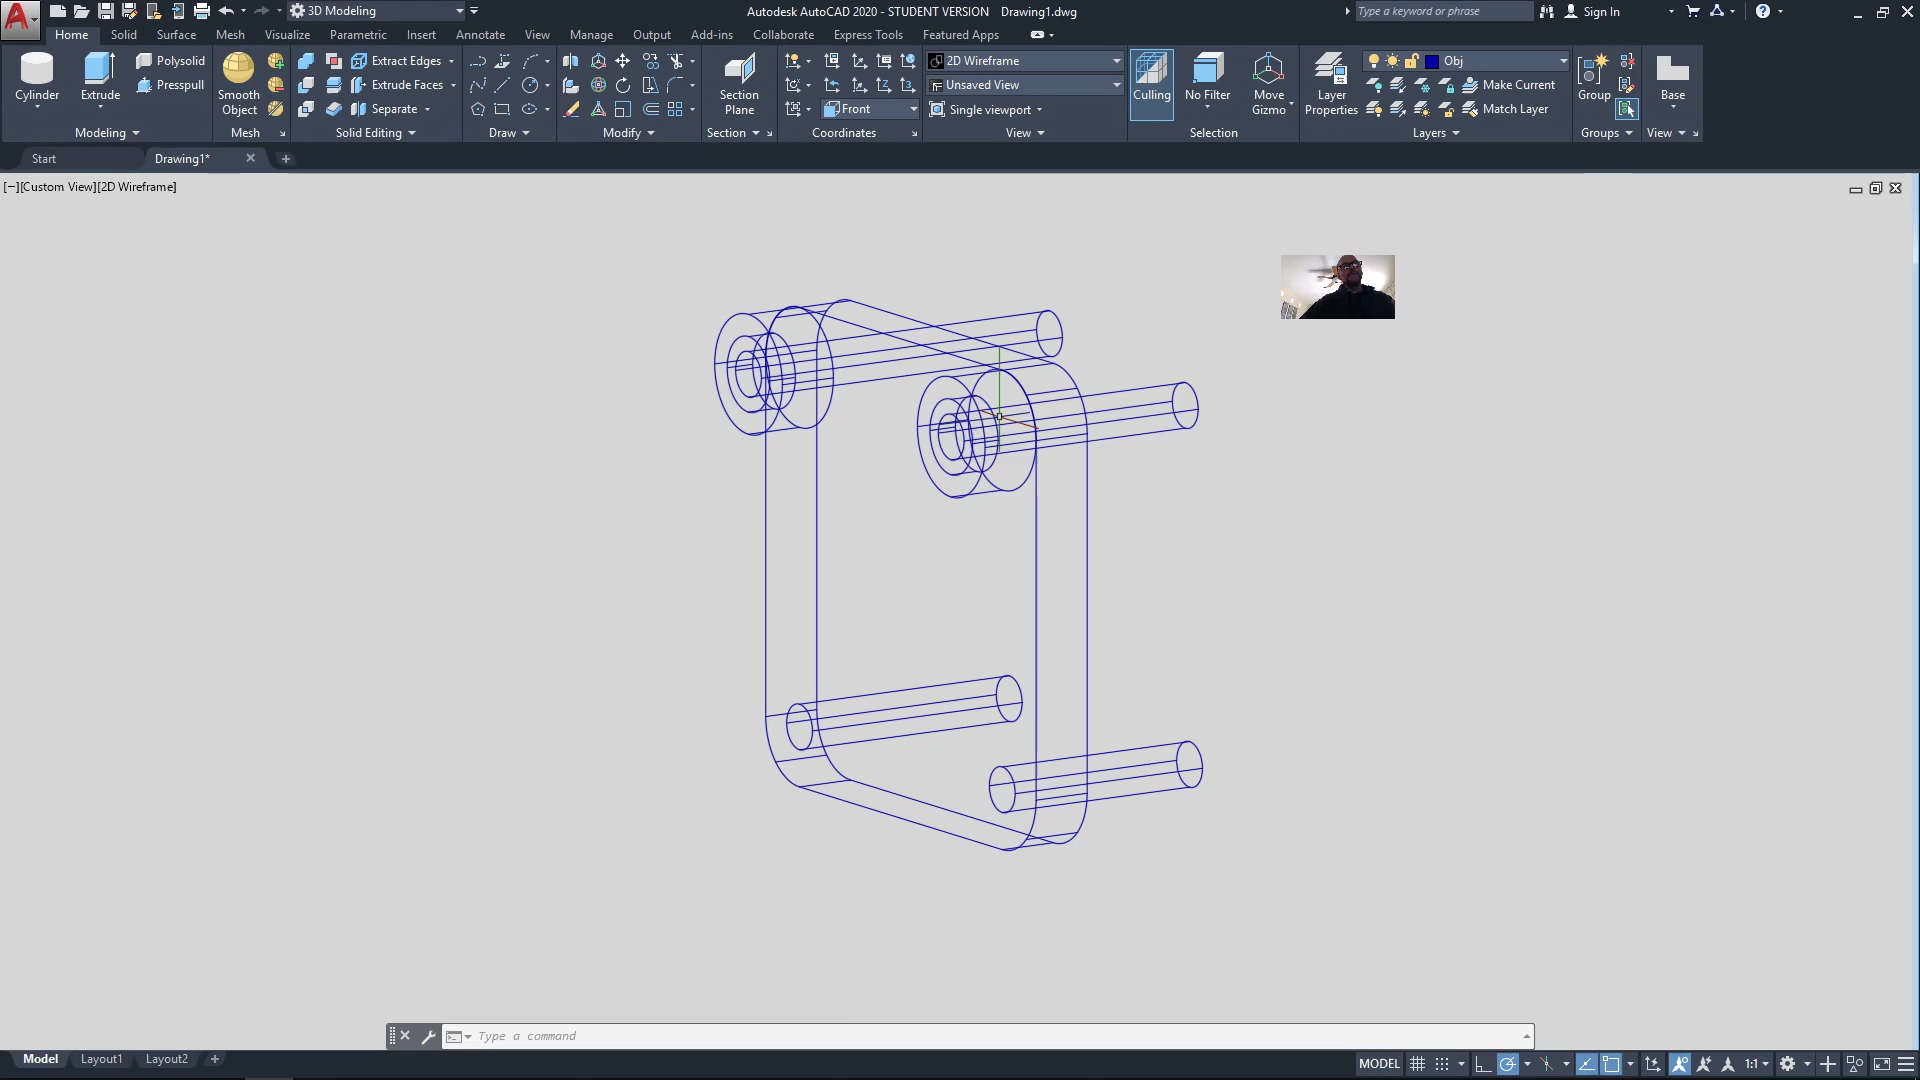 3D Modeling
Autodesk AutoCAD 2020 - STUDENT VERSION Drawing1.dwg
Type a keyword or phrase
Sign In
Home Solid Surface Mesh Visualize Parametric Insert Annotate View Manage Output Add-ins Collaborate Express Tools Featured Apps
Cylinder
Extrude
Polysolid
Presspull
Modeling
Smooth
Object
Mesh
Extract Edges
Extrude Faces
Separate
Solid Editing
Draw
Modify
Section
Plane
Section
Front
Coordinates
2D Wireframe
Unsaved View
Single viewport
View
Culling
No Filter
Move
Gizmo
Selection
Layer
Properties
Obj
Make Current
Match Layer
Layers
Group
Groups
Base
View
Start
Drawing1*
[−][Custom View][2D Wireframe]
Type a command
Model Layout1 Layout2
MODEL
1:1